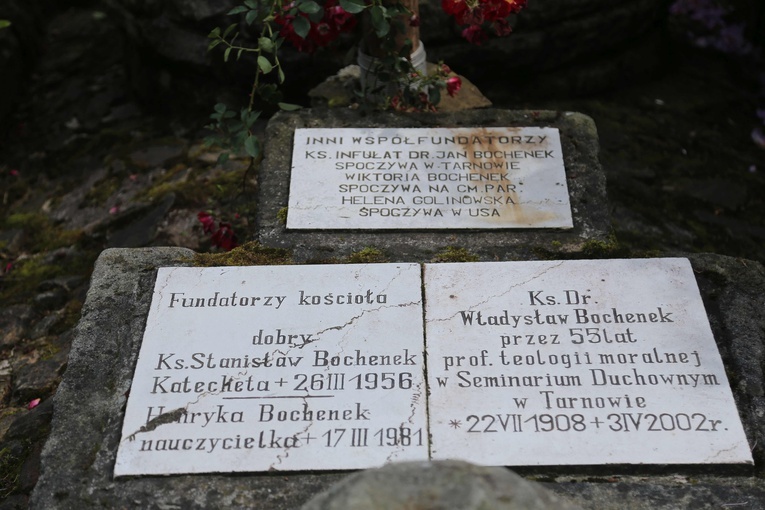 INNI WSPÓŁFUNDATORZY
KS. INFUŁAT DR. JAN BOCHENEK
SPOCZYWA W TARNOWIE
WIKTORIA BOCHENEK
SPOCZYWA NA CM. PAR.
HELENA GOLINOWSKA
SPOCZYWA W USA
Fundatorzy kościoła
dobry
Ks. Stanisław Bochenek
Katecheta + 26 III 1956
Henryka Bochenek
nauczycielka + 17 III 1981
Ks. Dr.
Władysław Bochenek
przez 55 lat
prof. teologii moralnej
w Seminarium Duchownym
w Tarnowie
* 22 VII 1908 + 3 IV 2002 r.